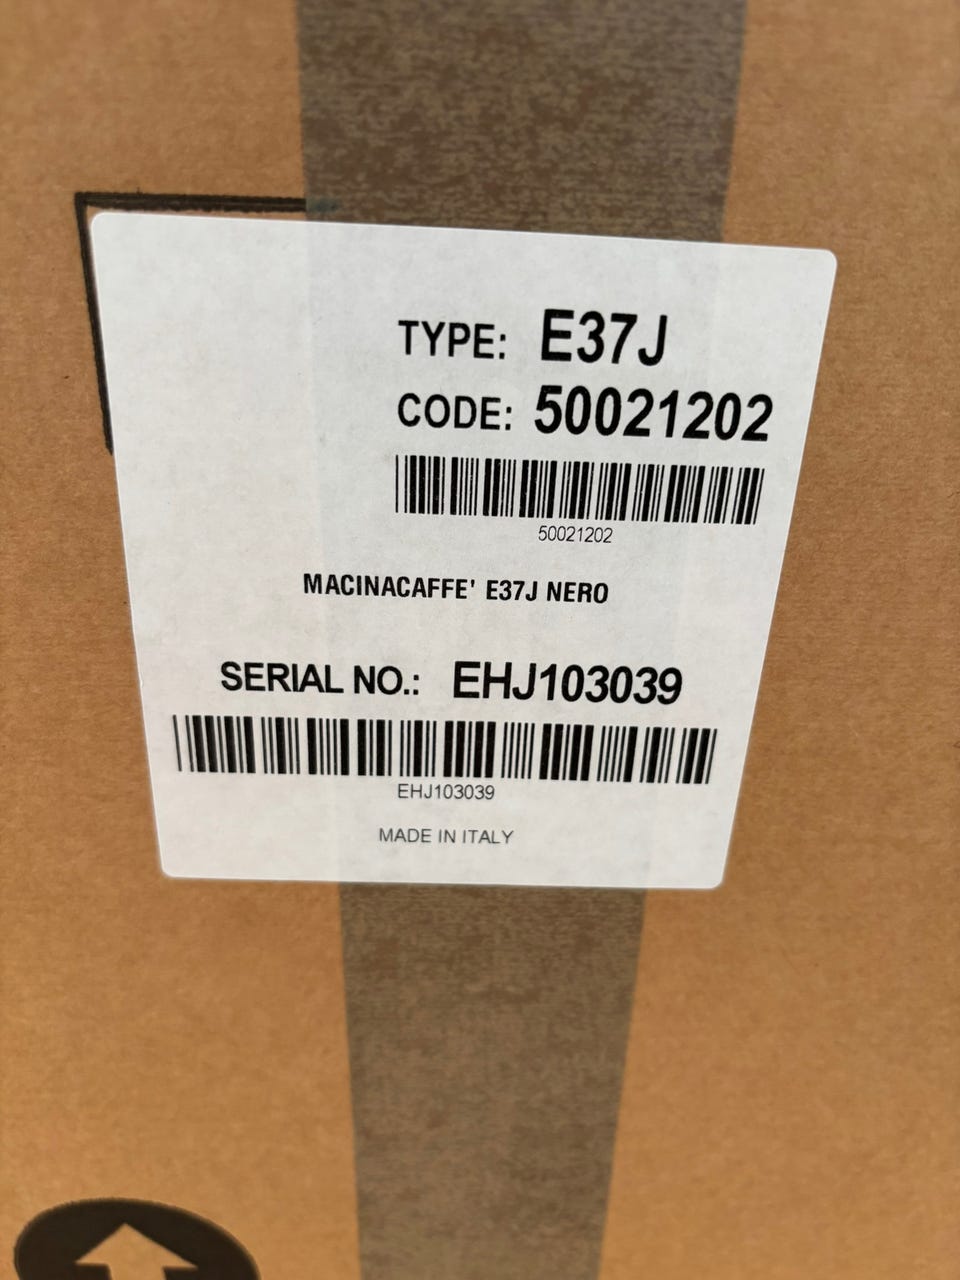 TYPE: E37J
CODE: 50021202
50021202
MACINACAFFE' E37J NERO
SERIAL NO.: EHJ103039
EHJ103039
MADE IN ITALY